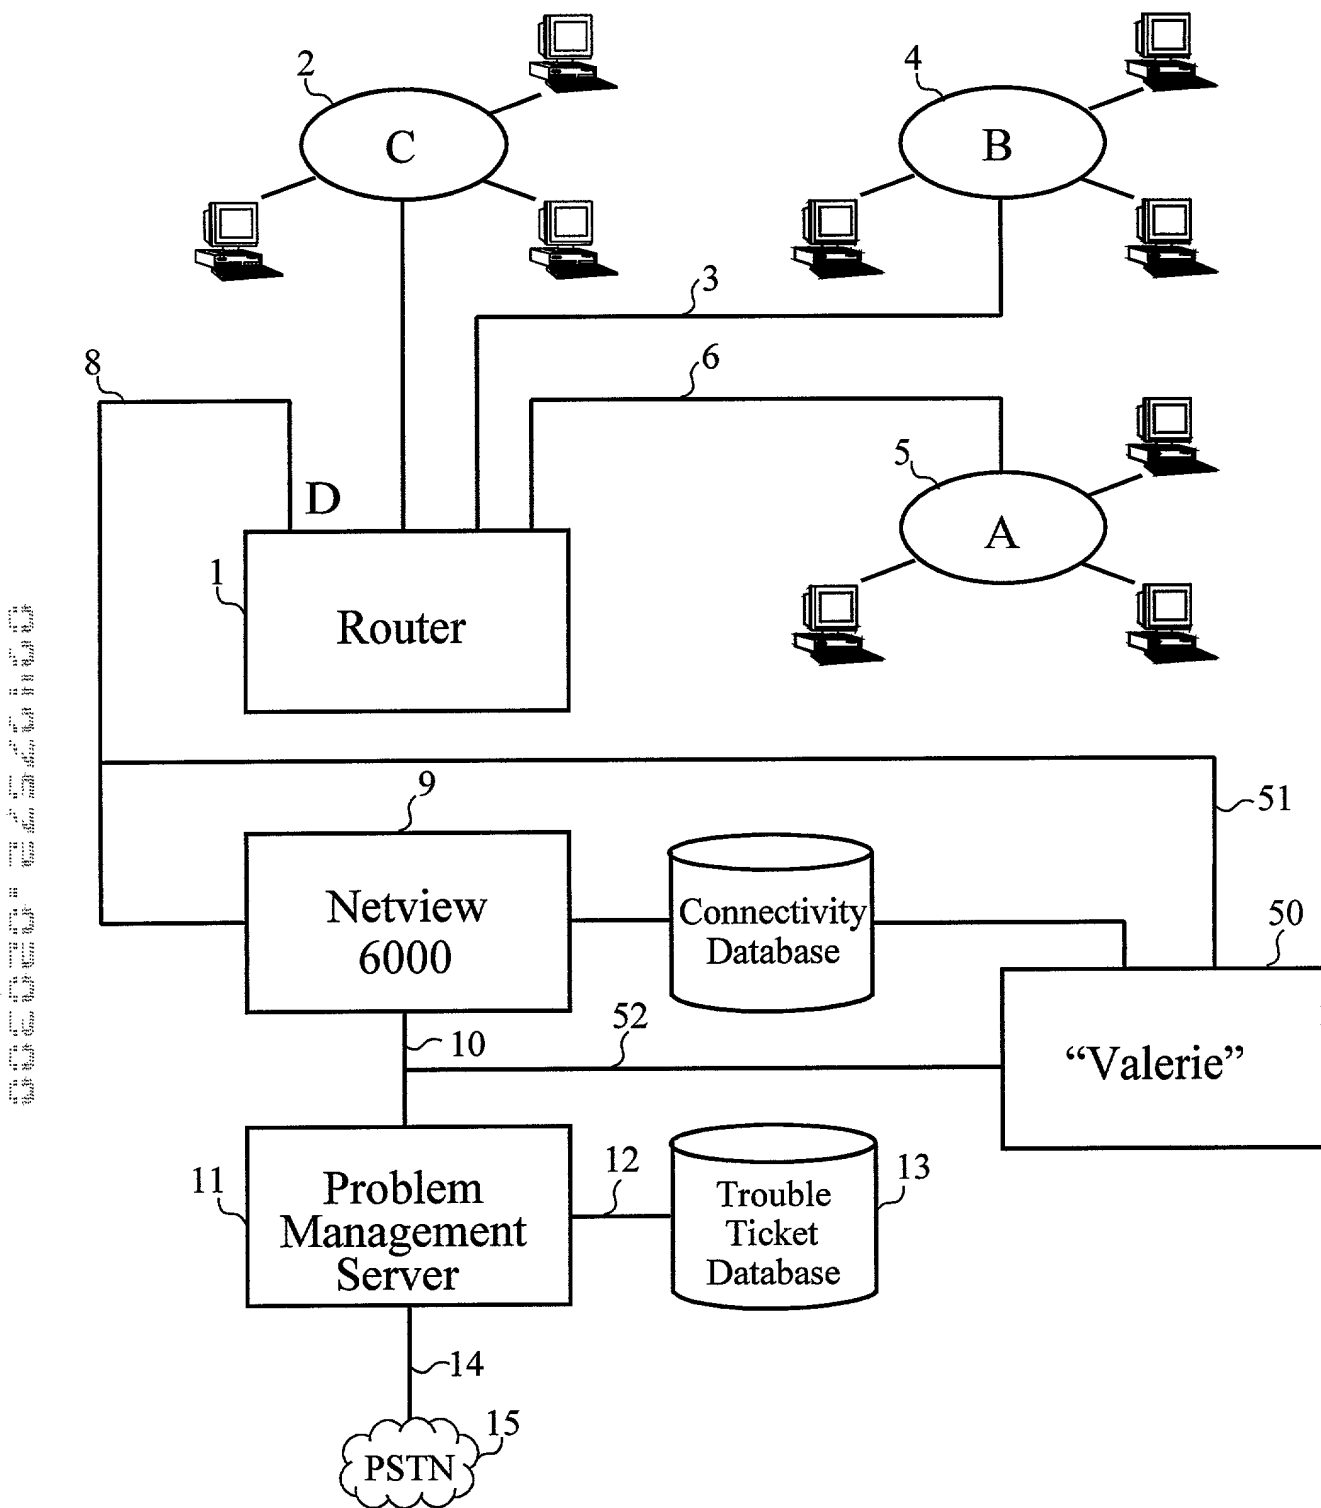 2
C
4
B
3
8
6
5
A
D
1
Router
9
51
Netview
6000
Connectivity
Database
50
10
52
“Valerie”
11
Problem
Management
Server
12
Trouble
Ticket
Database
13
14
15
PSTN